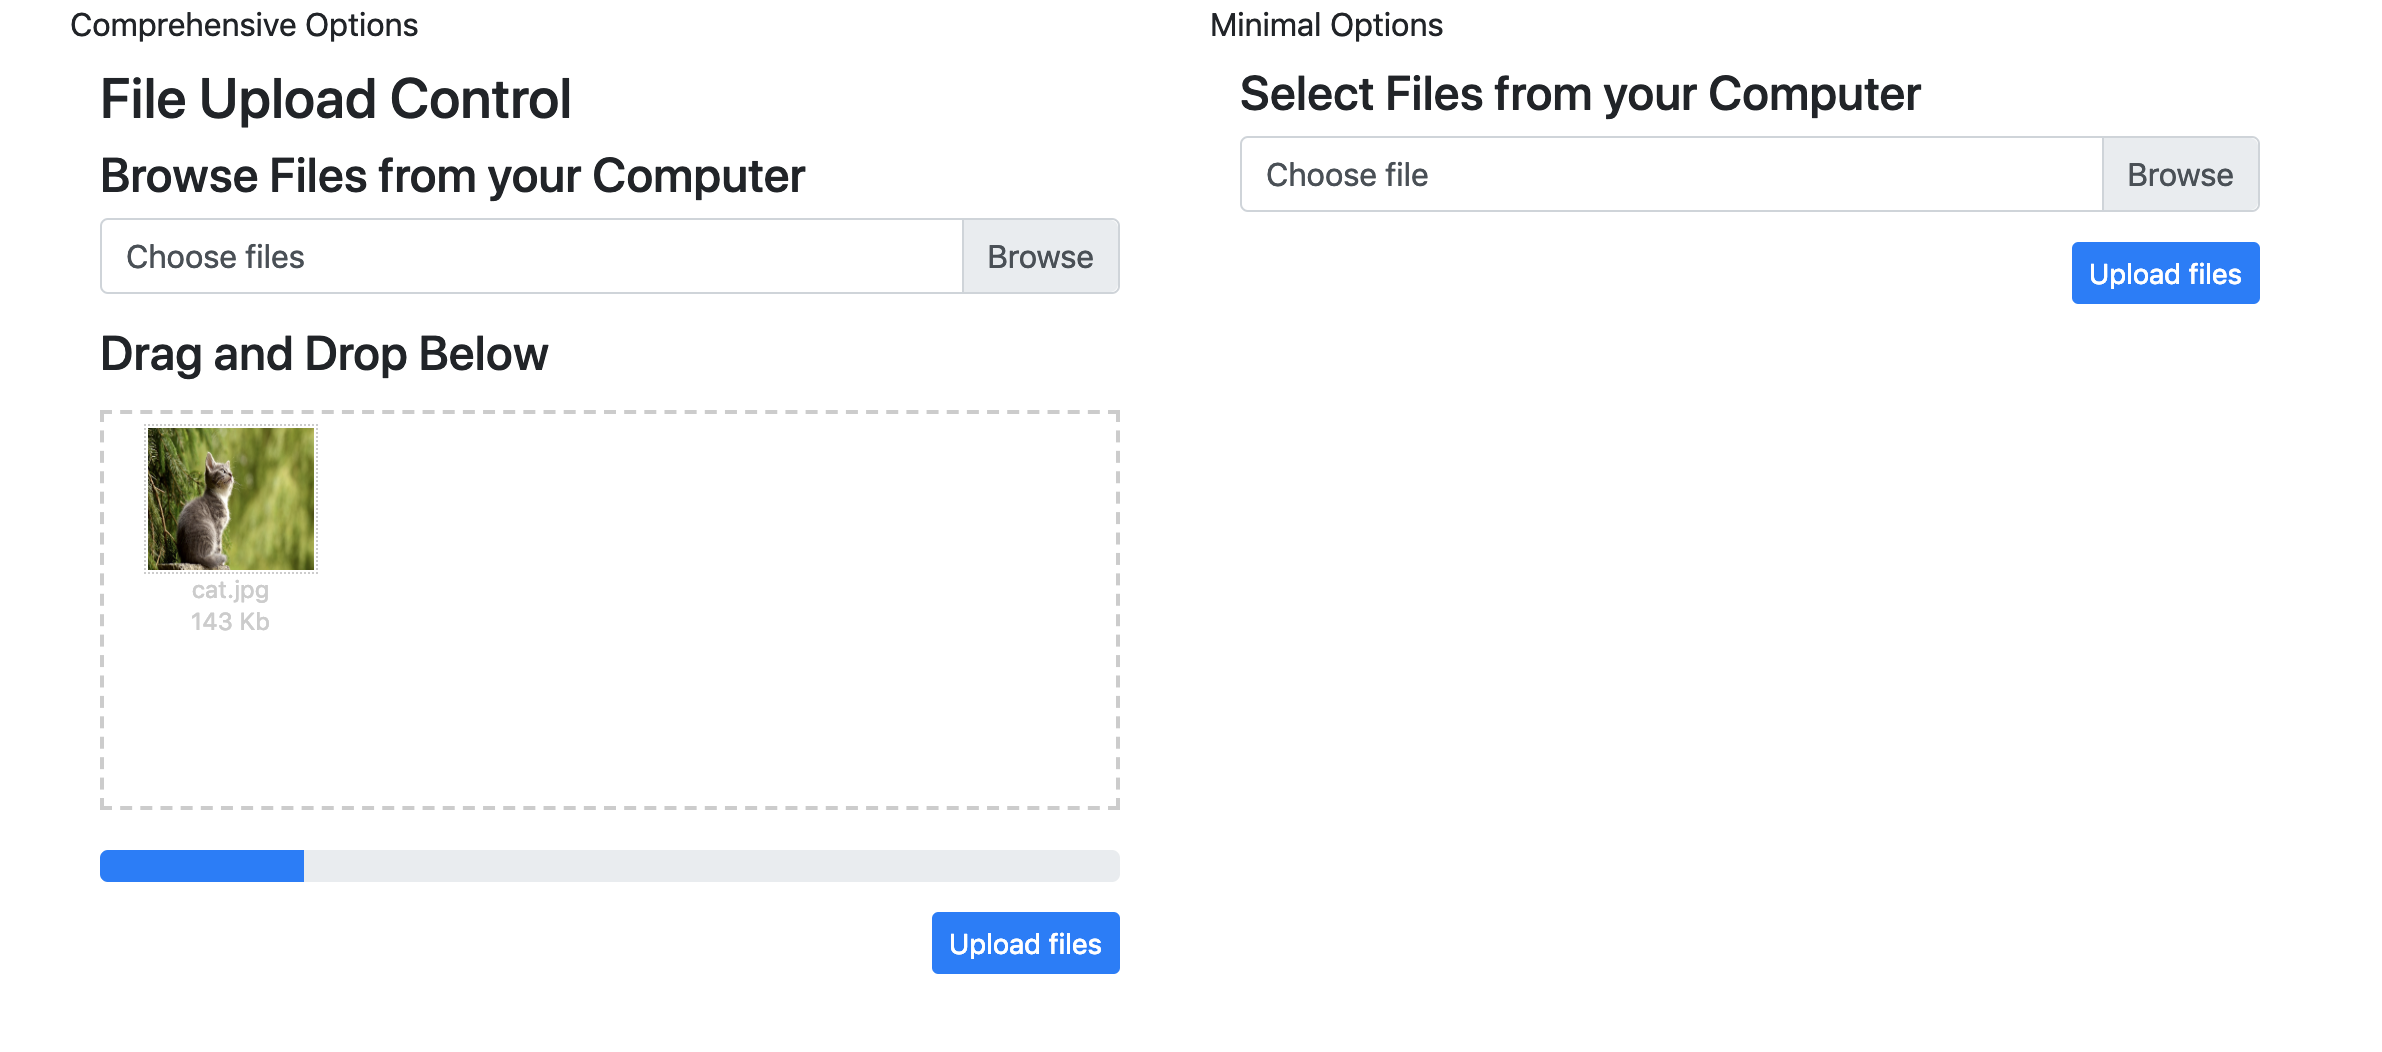 Comprehensive Options
File Upload Control
Browse Files from your Computer
Choose files
Browse
Drag and Drop Below
cat.jpg
143 Kb
Upload files
Minimal Options
Select Files from your Computer
Choose file
Browse
Upload files